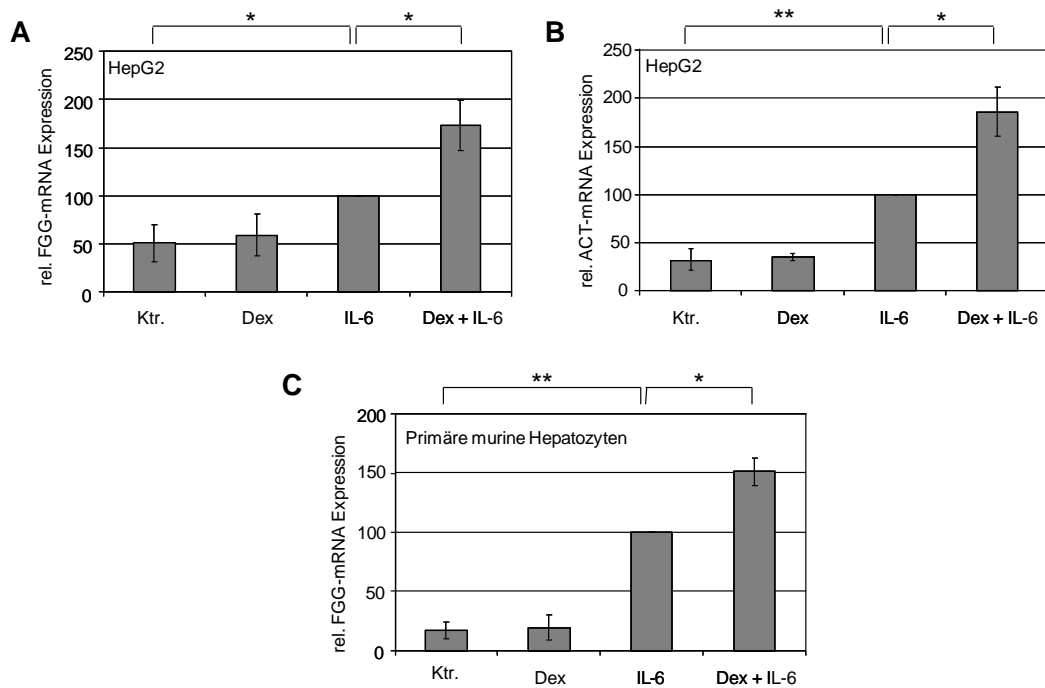 A
* *
rel. FGG-mRNA Expression
250
200
150
100
50
0
HepG2
Ktr. Dex IL-6 Dex + IL-6
B
** *
rel. ACT-mRNA Expression
250
200
150
100
50
0
HepG2
Ktr. Dex IL-6 Dex + IL-6
C
** *
rel. FGG-mRNA Expression
200
150
100
50
0
Primäre murine Hepatozyten
Ktr. Dex IL-6 Dex + IL-6